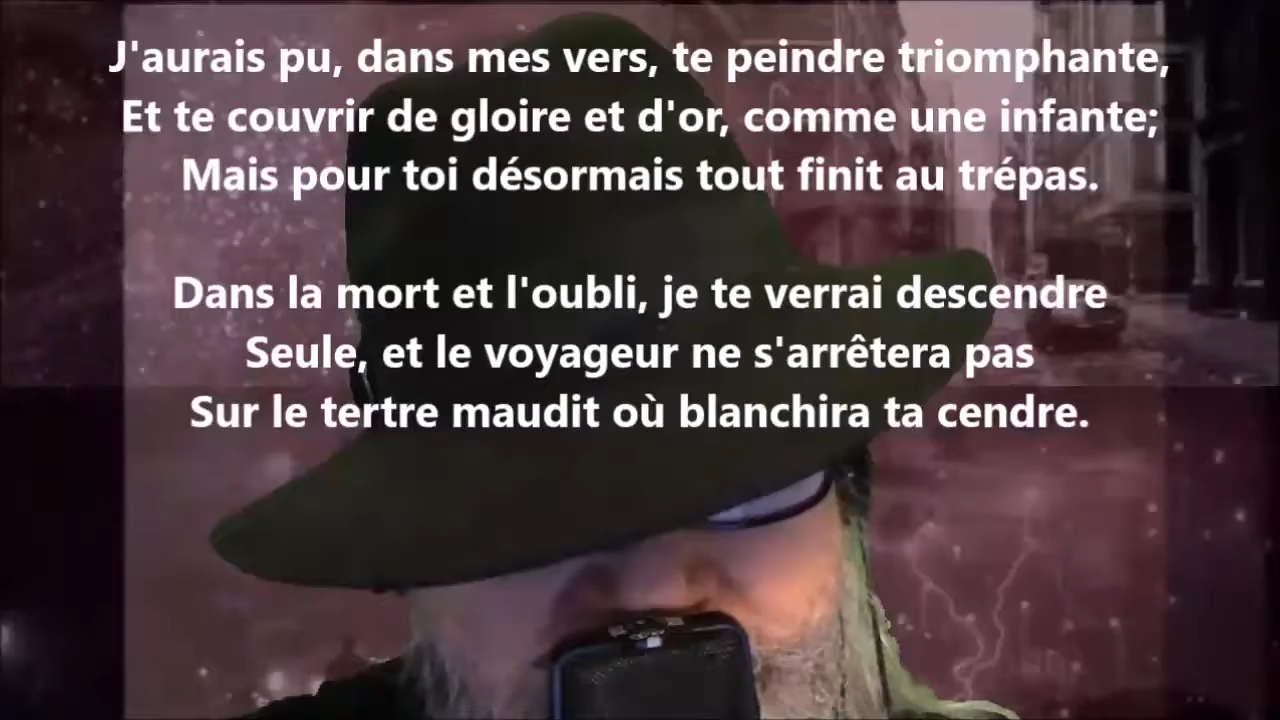 J'aurais pu, dans mes vers, te peindre triomphante,
Et te couvrir de gloire et d'or, comme une infante;
Mais pour toi désormais tout finit au trépas.
Dans la mort et l'oubli, je te verrai descendre
Seule, et le voyageur ne s'arrêtera pas
Sur le tertre maudit où blanchira ta cendre.